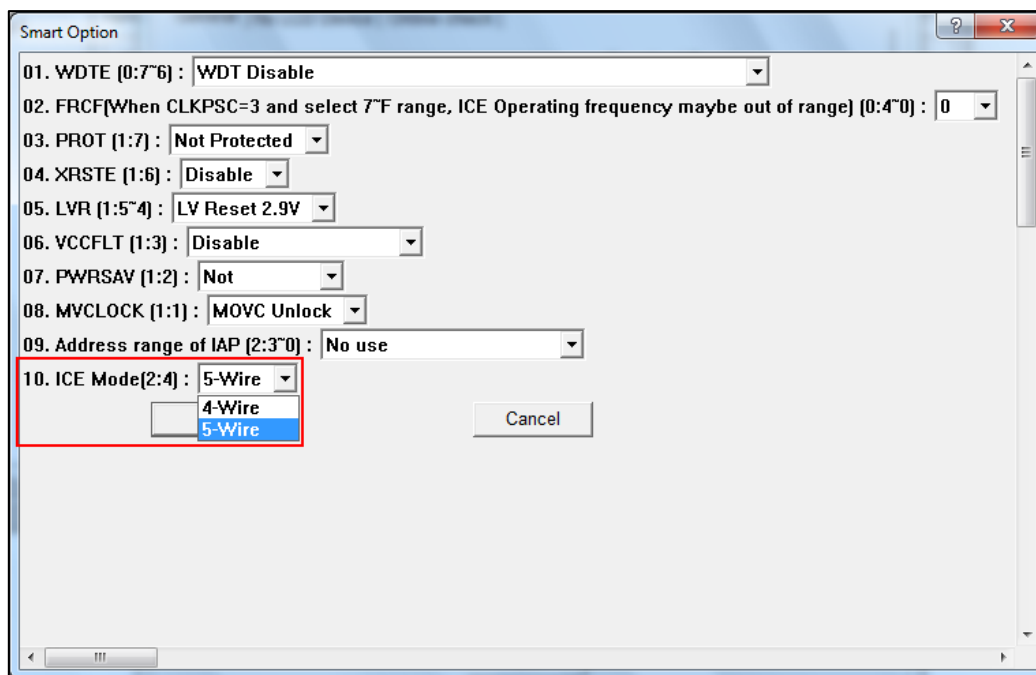 Smart Option
01. WDTE (0:7~6) : WDT Disable
02. FRCF(When CLKPSC=3 and select 7~F range, ICE Operating frequency maybe out of range) (0:4~0) : 0
03. PROT (1:7) : Not Protected
04. XRSTE (1:6) : Disable
05. LVR (1:5~4) : LV Reset 2.9V
06. VCCFLT (1:3) : Disable
07. PWRSAV (1:2) : Not
08. MVCLOCK (1:1) : MOVC Unlock
09. Address range of IAP (2:3~0) : No use
10. ICE Mode(2:4) : 5-Wire
4-Wire
5-Wire
Cancel